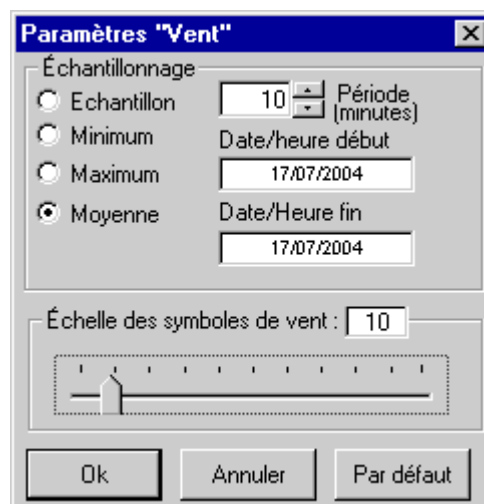 Paramètres "Vent"
Échantillonnage
Echantillon
10
Période
(minutes)
Minimum
Date/heure début
Maximum
17/07/2004
Moyenne
Date/Heure fin
17/07/2004
Échelle des symboles de vent : 10
Ok
Annuler
Par défaut